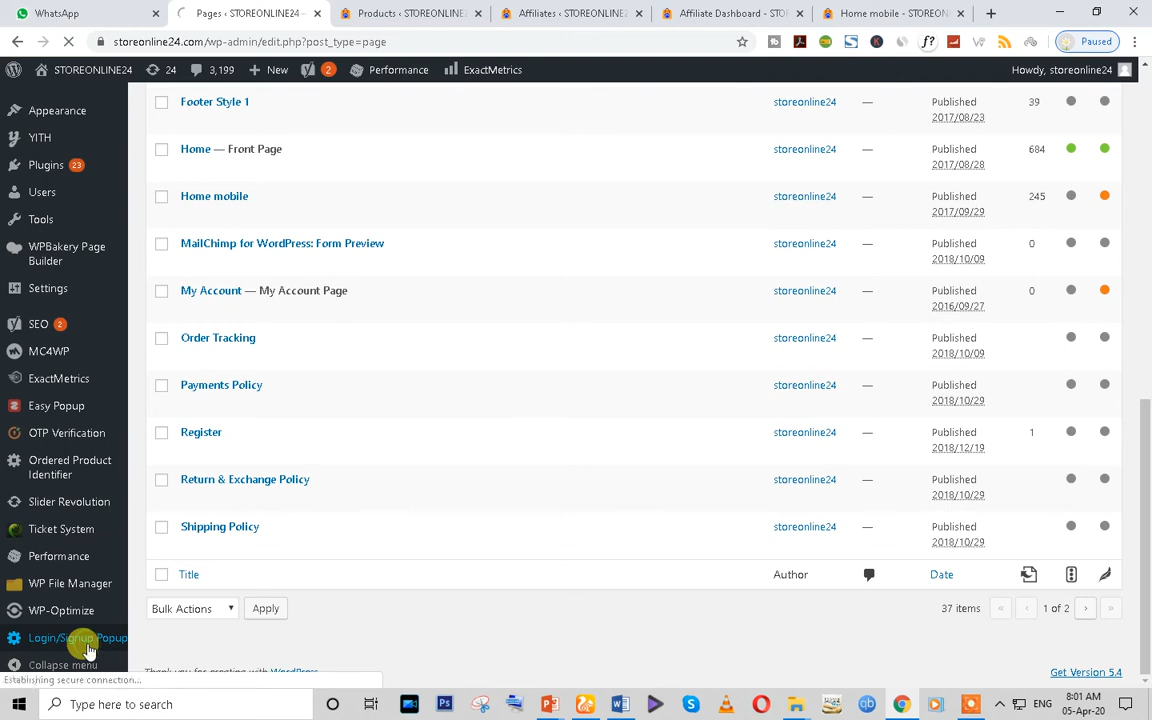 WhatsApp
Pages ‹ STOREONLINE24 –
Products ‹ STOREONLINE24
Affiliates ‹ STOREONLINE24
Affiliate Dashboard - STO
Home mobile - STOREON
storeonline24.com/wp-admin/edit.php?post_type=page
Paused
STOREONLINE24
24
3,199
New
2
Performance
ExactMetrics
Howdy, storeonline24
Appearance
YITH
Plugins 23
Users
Tools
WPBakery Page
Builder
Settings
SEO 2
MC4WP
ExactMetrics
Easy Popup
OTP Verification
Ordered Product
Identifier
Slider Revolution
Ticket System
Performance
WP File Manager
WP-Optimize
Login/Signup Popup
Collapse menu
Establishing secure connection...
Footer Style 1 storeonline24 — Published 39
2017/08/23
Home — Front Page storeonline24 — Published 684
2017/08/28
Home mobile storeonline24 — Published 245
2017/09/29
MailChimp for WordPress: Form Preview storeonline24 — Published 0
2018/10/09
My Account — My Account Page storeonline24 — Published 0
2016/09/27
Order Tracking storeonline24 — Published
2018/10/09
Payments Policy storeonline24 — Published
2018/10/29
Register storeonline24 — Published 1
2018/12/19
Return & Exchange Policy storeonline24 — Published
2018/10/29
Shipping Policy storeonline24 — Published
2018/10/29
Title Author Date
Bulk Actions Apply 37 items « ‹ 1 of 2 › »
Thank you for creating with WordPress.
Get Version 5.4
Type here to search
ENG
8:01 AM
05-Apr-20